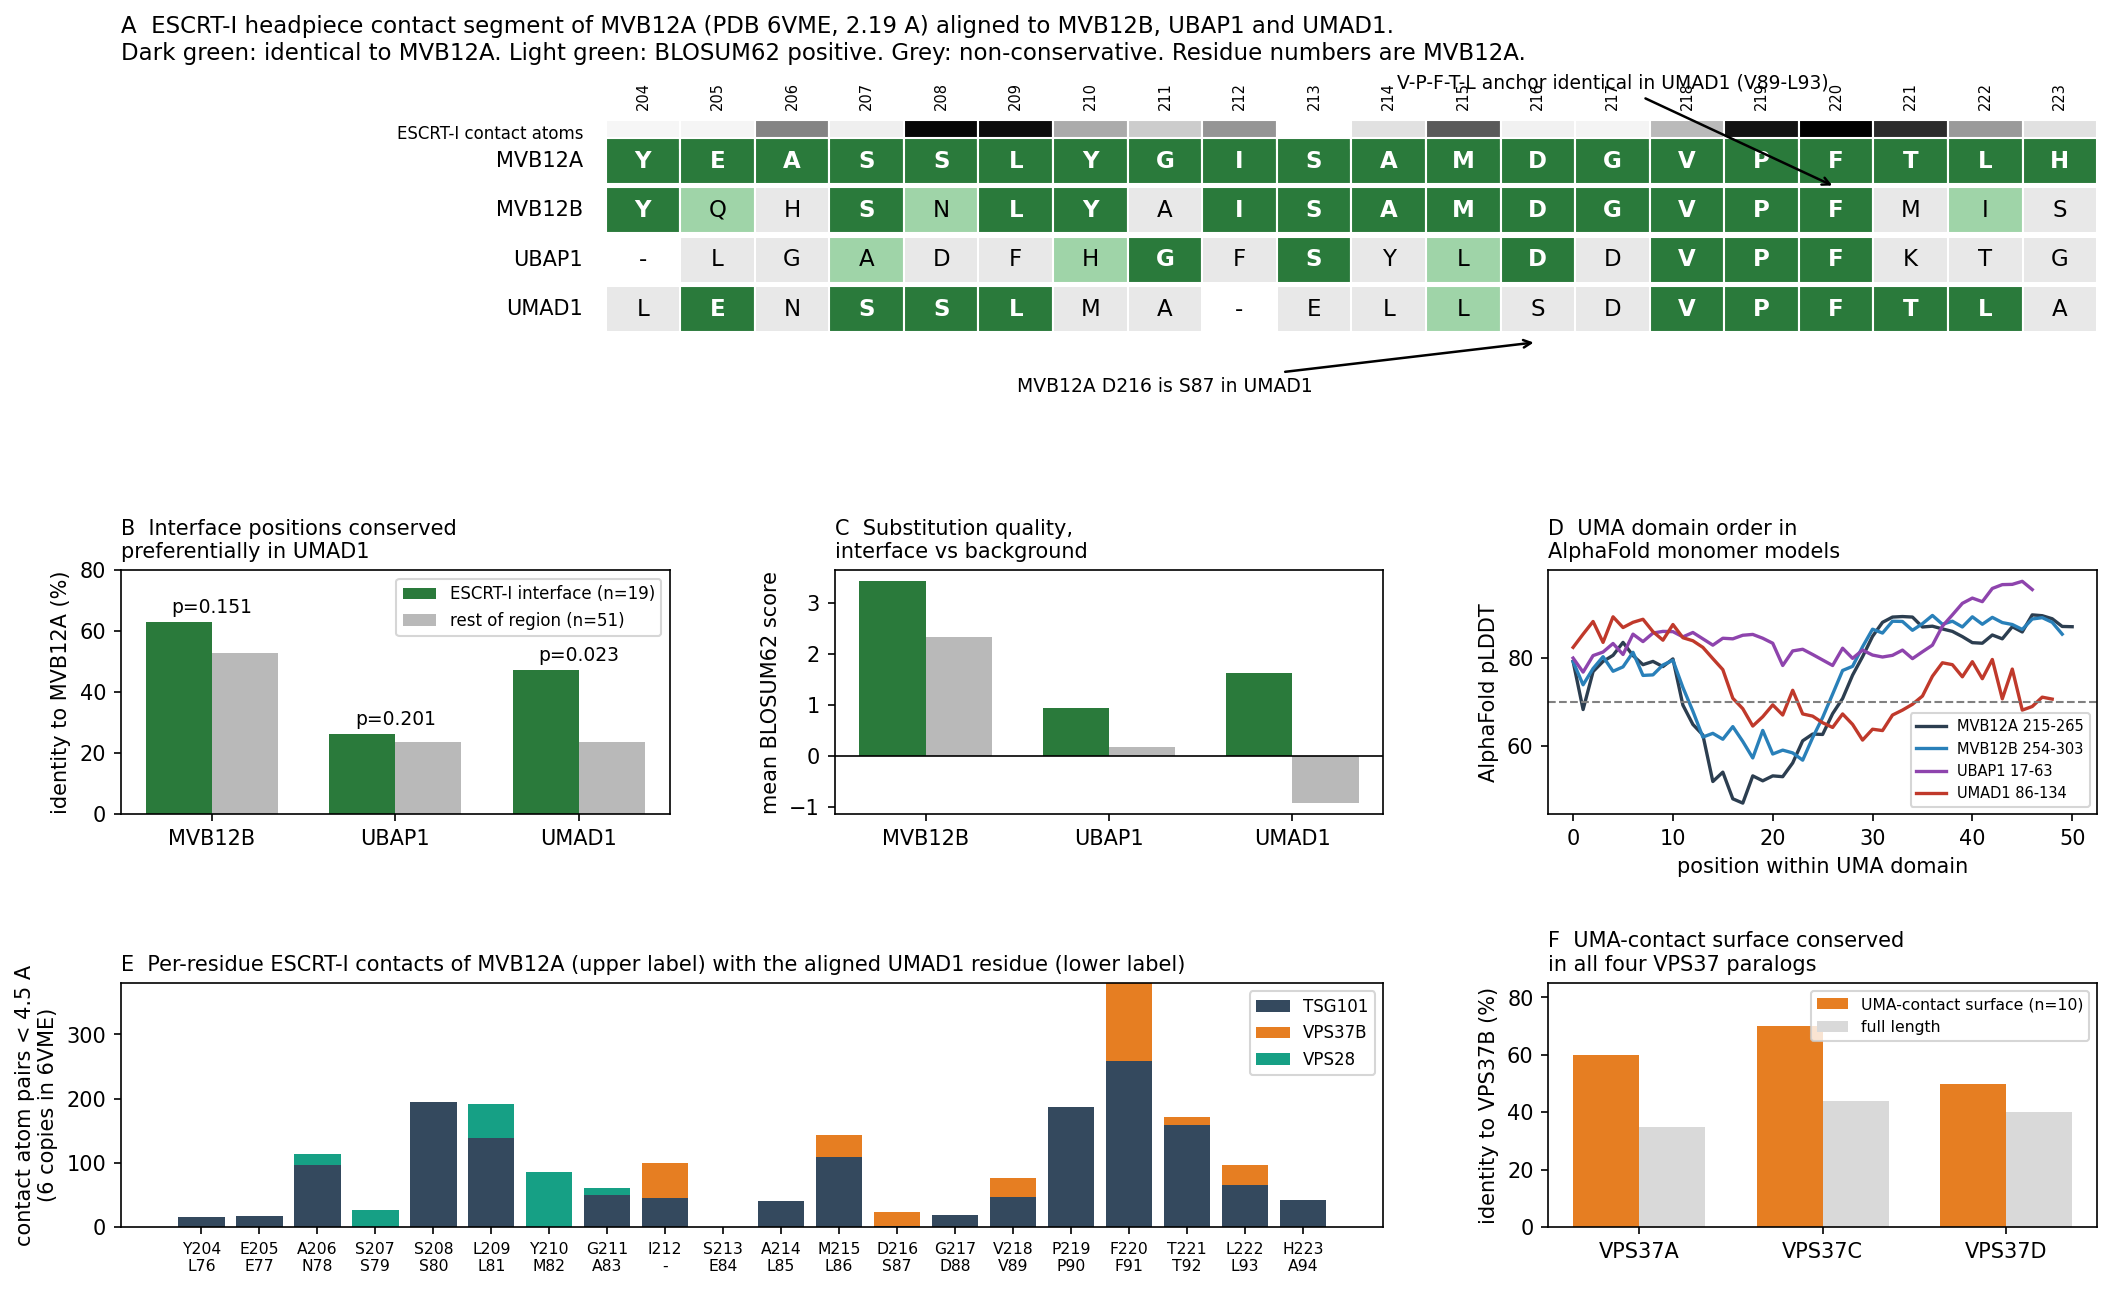 A  ESCRT-I headpiece contact segment of MVB12A (PDB 6VME, 2.19 A) aligned to MVB12B, UBAP1 and UMAD1.
Dark green: identical to MVB12A. Light green: BLOSUM62 positive. Grey: non-conservative. Residue numbers are MVB12A.
V-P-F-T-L anchor identical in UMAD1 (V89-L93)
204 205 206 207 208 209 210 211 212 213 214 215 216 217 218 219 220 221 222 223
ESCRT-I contact atoms
MVB12A Y E A S S L Y G I S A M D G V P F T L H
MVB12B Y Q H S N L Y A I S A M D G V P F M I S
UBAP1 - L G A D F H G F S Y L D D V P F K T G
UMAD1 L E N S S L M A - E L L S D V P F T L A
MVB12A D216 is S87 in UMAD1
B  Interface positions conserved
preferentially in UMAD1
identity to MVB12A (%)
80
60
40
20
0
p=0.151
p=0.201
p=0.023
ESCRT-I interface (n=19)
rest of region (n=51)
MVB12B UBAP1 UMAD1
C  Substitution quality,
interface vs background
mean BLOSUM62 score
3
2
1
0
−1
MVB12B UBAP1 UMAD1
D  UMA domain order in
AlphaFold monomer models
AlphaFold pLDDT
80
60
MVB12A 215-265
MVB12B 254-303
UBAP1 17-63
UMAD1 86-134
0 10 20 30 40 50
position within UMA domain
E  Per-residue ESCRT-I contacts of MVB12A (upper label) with the aligned UMAD1 residue (lower label)
contact atom pairs < 4.5 A
(6 copies in 6VME)
300
200
100
0
TSG101
VPS37B
VPS28
Y204 E205 A206 S207 S208 L209 Y210 G211 I212 S213 A214 M215 D216 G217 V218 P219 F220 T221 L222 H223
L76 E77 N78 S79 S80 L81 M82 A83 - E84 L85 L86 S87 D88 V89 P90 F91 T92 L93 A94
F  UMA-contact surface conserved
in all four VPS37 paralogs
identity to VPS37B (%)
80
60
40
20
0
UMA-contact surface (n=10)
full length
VPS37A VPS37C VPS37D